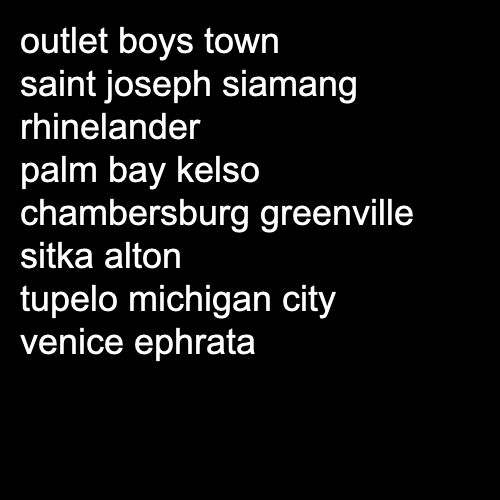 outlet boys town
saint joseph siamang
rhinelander
palm bay kelso
chambersburg greenville
sitka alton
tupelo michigan city
venice ephrata